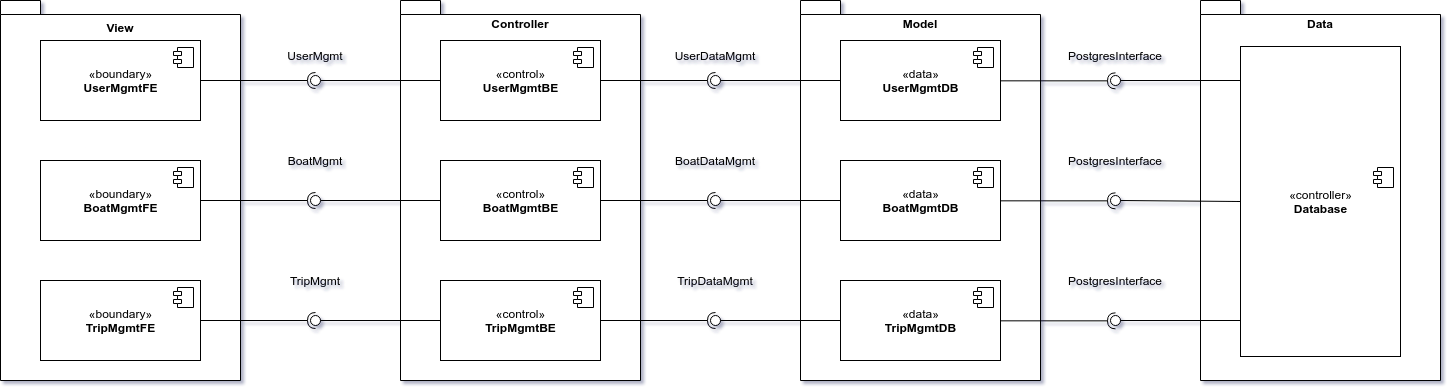 View
Controller
Model
Data
«boundary»
UserMgmtFE
UserMgmt
«control»
UserMgmtBE
UserDataMgmt
«data»
UserMgmtDB
PostgresInterface
«boundary»
BoatMgmtFE
BoatMgmt
«control»
BoatMgmtBE
BoatDataMgmt
«data»
BoatMgmtDB
PostgresInterface
«controller»
Database
«boundary»
TripMgmtFE
TripMgmt
«control»
TripMgmtBE
TripDataMgmt
«data»
TripMgmtDB
PostgresInterface